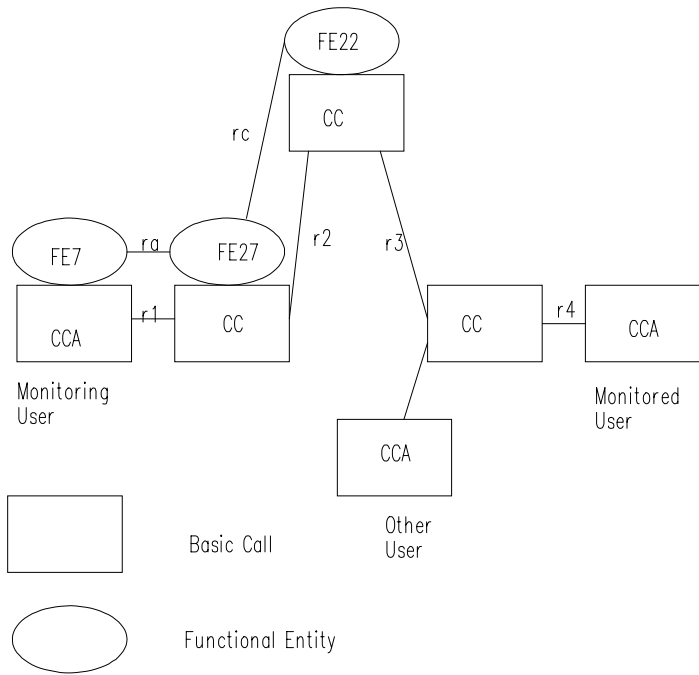 FE22
CC
rc
r2
r3
FE7
ra
FE27
CCA
r1
CC
CC
r4
CCA
Monitoring
User
Monitored
User
CCA
Other
User
Basic Call
Functional Entity